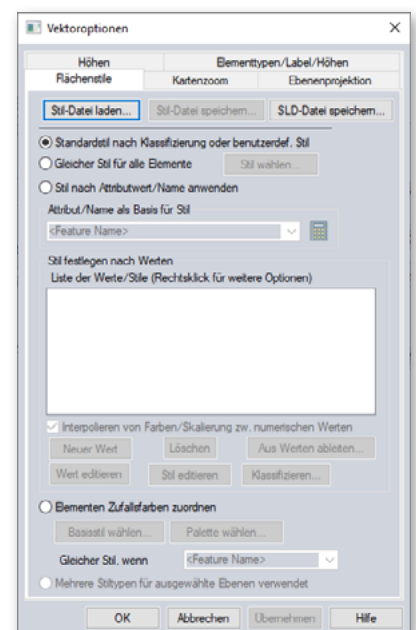 Vektoroptionen
Höhen Elementtypen/Label/Höhen
Flächenstile Kartenzoom Ebenenprojektion
Stil-Datei laden... Stil-Datei speichern... SLD-Datei speichern...
Standardstil nach Klassifizierung oder benutzerdef. Stil
Gleicher Stil für alle Elemente Stil wählen...
Stil nach Attributwert/Name anwenden
Attribut/Name als Basis für Stil
<Feature Name>
Stil festlegen nach Werten
Liste der Werte/Stile (Rechtsklick für weitere Optionen)
Interpolieren von Farben/Skalierung zw. numerischen Werten
Neuer Wert Löschen Aus Werten ableiten...
Wert editieren Stil editieren Klassifizieren...
Elementen Zufallsfarben zuordnen
Basisstil wählen... Palette wählen...
Gleicher Stil, wenn <Feature Name>
Mehrere Stiltypen für ausgewählte Ebenen verwendet
OK Abbrechen Übernehmen Hilfe